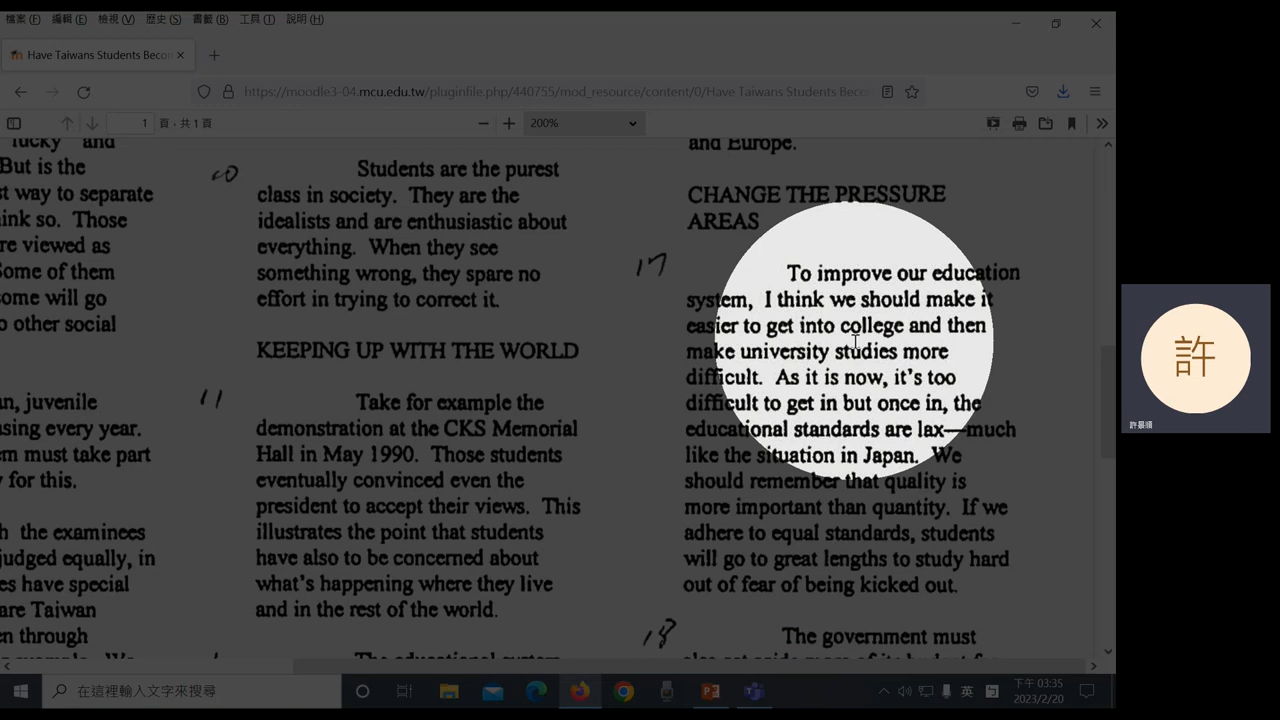 檔案(F) 編輯(E) 檢視(V) 歷史(S) 書籤(B) 工具(T) 說明(H)
Have Taiwans Students Becon
https://moodle3-04.mcu.edu.tw/pluginfile.php/440755/mod_resource/content/0/Have Taiwans Students Beco
1 頁 · 共 1 頁
200%
"lucky" and
But is the
st way to separate
ink so. Those
re viewed as
Some of them
some will go
o other social
an, juvenile
asing every year.
em must take part
y for this.
h the examinees
judged equally, in
es have special
are Taiwan
en through
10
Students are the purest
class in society. They are the
idealists and are enthusiastic about
everything. When they see
something wrong, they spare no
effort in trying to correct it.
KEEPING UP WITH THE WORLD
11
Take for example the
demonstration at the CKS Memorial
Hall in May 1990. Those students
eventually convinced even the
president to accept their views. This
illustrates the point that students
have also to be concerned about
what's happening where they live
and in the rest of the world.
The educational system
and Europe.
CHANGE THE PRESSURE
AREAS
17
To improve our education
system, I think we should make it
easier to get into college and then
make university studies more
difficult. As it is now, it's too
difficult to get in but once in, the
educational standards are lax—much
like the situation in Japan. We
should remember that quality is
more important than quantity. If we
adhere to equal standards, students
will go to great lengths to study hard
out of fear of being kicked out.
18
The government must
許
許景順
在這裡輸入文字來搜尋
英
下午 03:35
2023/2/20